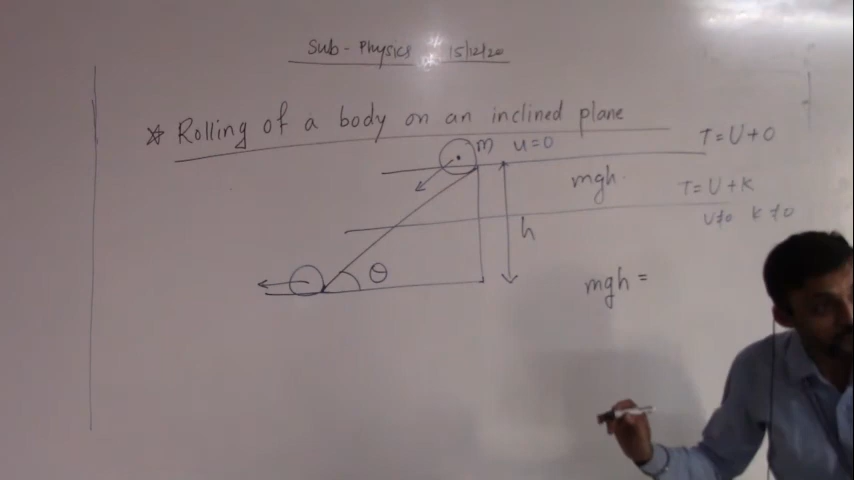 Sub - Physics 15/12/20
☆ Rolling of a body on an inclined plane
m u=0
T=U+0
mgh.
T=U+K
U≠0 K≠0
h
θ
mgh =